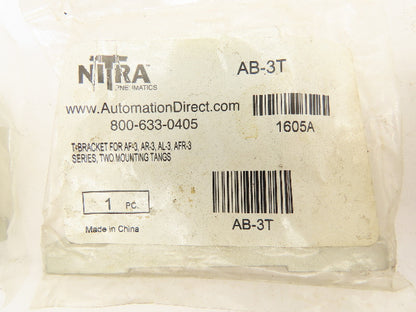 NITRA™ AB-3T
PNEUMATICS
www.AutomationDirect.com
800-633-0405 1605A
T-BRACKET FOR AF-3, AR-3, AL-3, AFR-3
SERIES, TWO MOUNTING TANGS
1 PC.
Made in China AB-3T